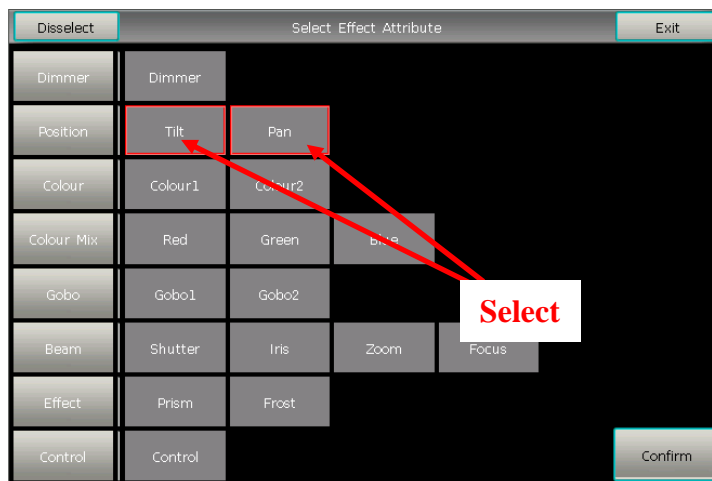 Disselect Select Effect Attribute Exit
Dimmer Dimmer
Position Tilt Pan
Colour Colour1 Colour2
Colour Mix Red Green Blue
Gobo Gobo1 Gobo2
Select
Beam Shutter Iris Zoom Focus
Effect Prism Frost
Control Control Confirm